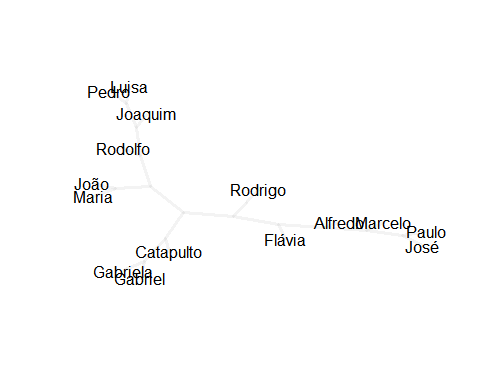 Luisa
Pedro
Joaquim
Rodolfo
João
Maria
Rodrigo
Alfredo
Marcelo
Paulo
Flávia
José
Catapulto
Gabriela
Gabriel